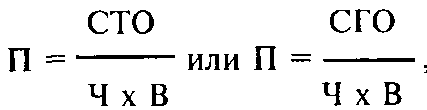 П = СТО / Ч х В или П = СГО / Ч х В,